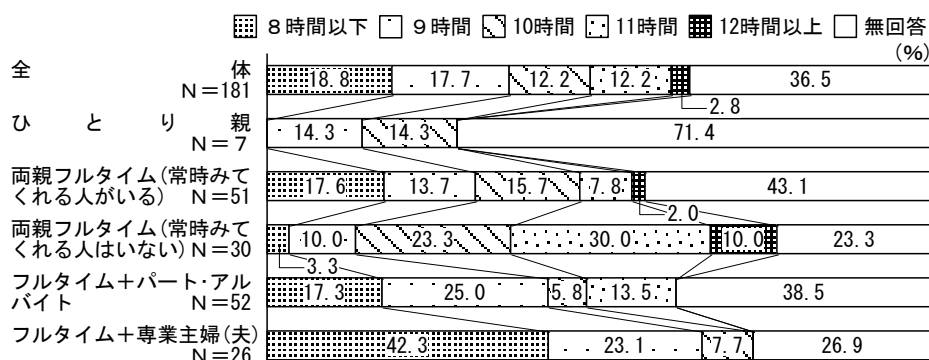 ８時間以下 9時間 10時間 11時間 12時間以上 無回答
(%)
全体
Ｎ＝181
18.8 17.7 12.2 12.2 2.8 36.5
ひとり親
Ｎ＝7
14.3 14.3 71.4
両親フルタイム(常時みて
くれる人がいる) Ｎ＝51
17.6 13.7 15.7 7.8 2.0 43.1
両親フルタイム(常時みて
くれる人はいない)Ｎ＝30
3.3 10.0 23.3 30.0 10.0 23.3
フルタイム＋パート・アル
バイト Ｎ＝52
17.3 25.0 5.8 13.5 38.5
フルタイム＋専業主婦(夫)
Ｎ＝26
42.3 23.1 7.7 26.9